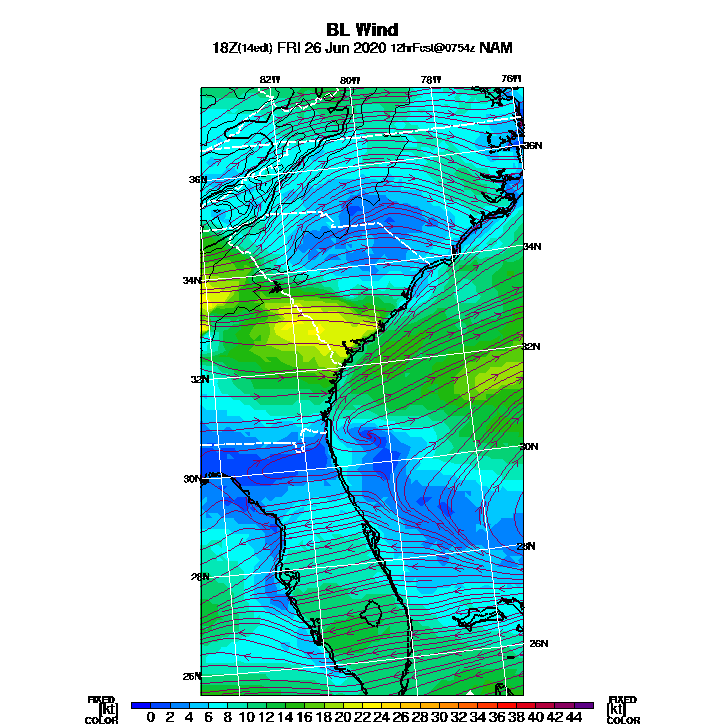 BL Wind
18Z(14edt) FRI 26 Jun 2020 12hrFcst@0754z NAM
82W 80W 78W 76W
36N
36N
34N
34N
32N
32N
30N
30N
28N
28N
26N
26N
FIXED [kt] COLOR 0 2 4 6 8 10 12 14 16 18 20 22 24 26 28 30 32 34 36 38 40 42 44 FIXED [kt] COLOR